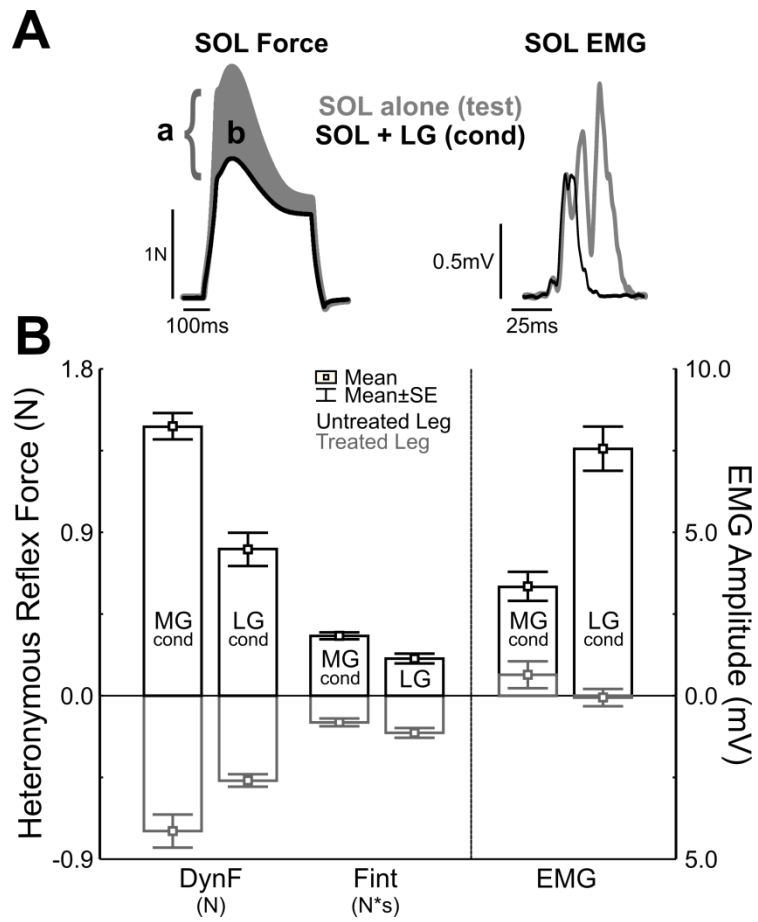 A
SOL Force
SOL EMG
SOL alone (test)
SOL + LG (cond)
a
b
1N
100ms
0.5mV
25ms
B
Heteronymous Reflex Force (N)
1.8
0.9
0.0
-0.9
Mean
Mean±SE
Untreated Leg
Treated Leg
MG
cond
LG
cond
MG
cond
LG
MG
cond
LG
cond
10.0
5.0
0.0
5.0
EMG Amplitude (mV)
DynF
(N)
Fint
(N*s)
EMG